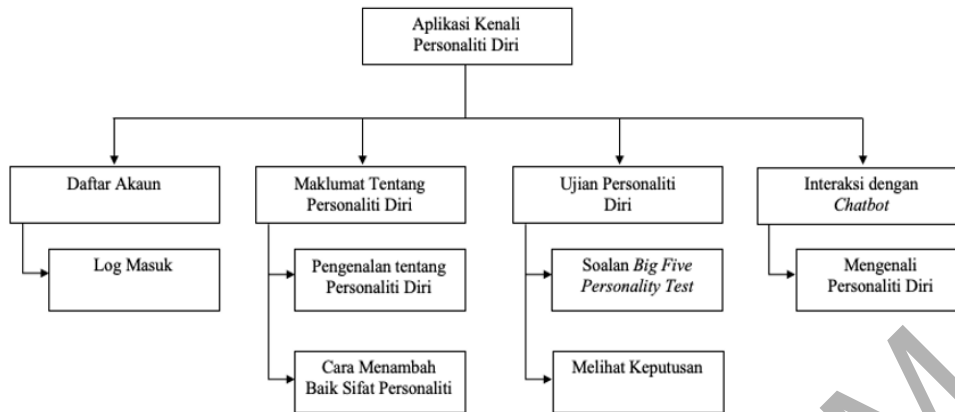 Aplikasi Kenali
Personaliti Diri
Daftar Akaun
Maklumat Tentang
Personaliti Diri
Ujian Personaliti
Diri
Interaksi dengan
Chatbot
Log Masuk
Pengenalan tentang
Personaliti Diri
Soalan Big Five
Personality Test
Mengenali
Personaliti Diri
Cara Menambah
Baik Sifat Personaliti
Melihat Keputusan